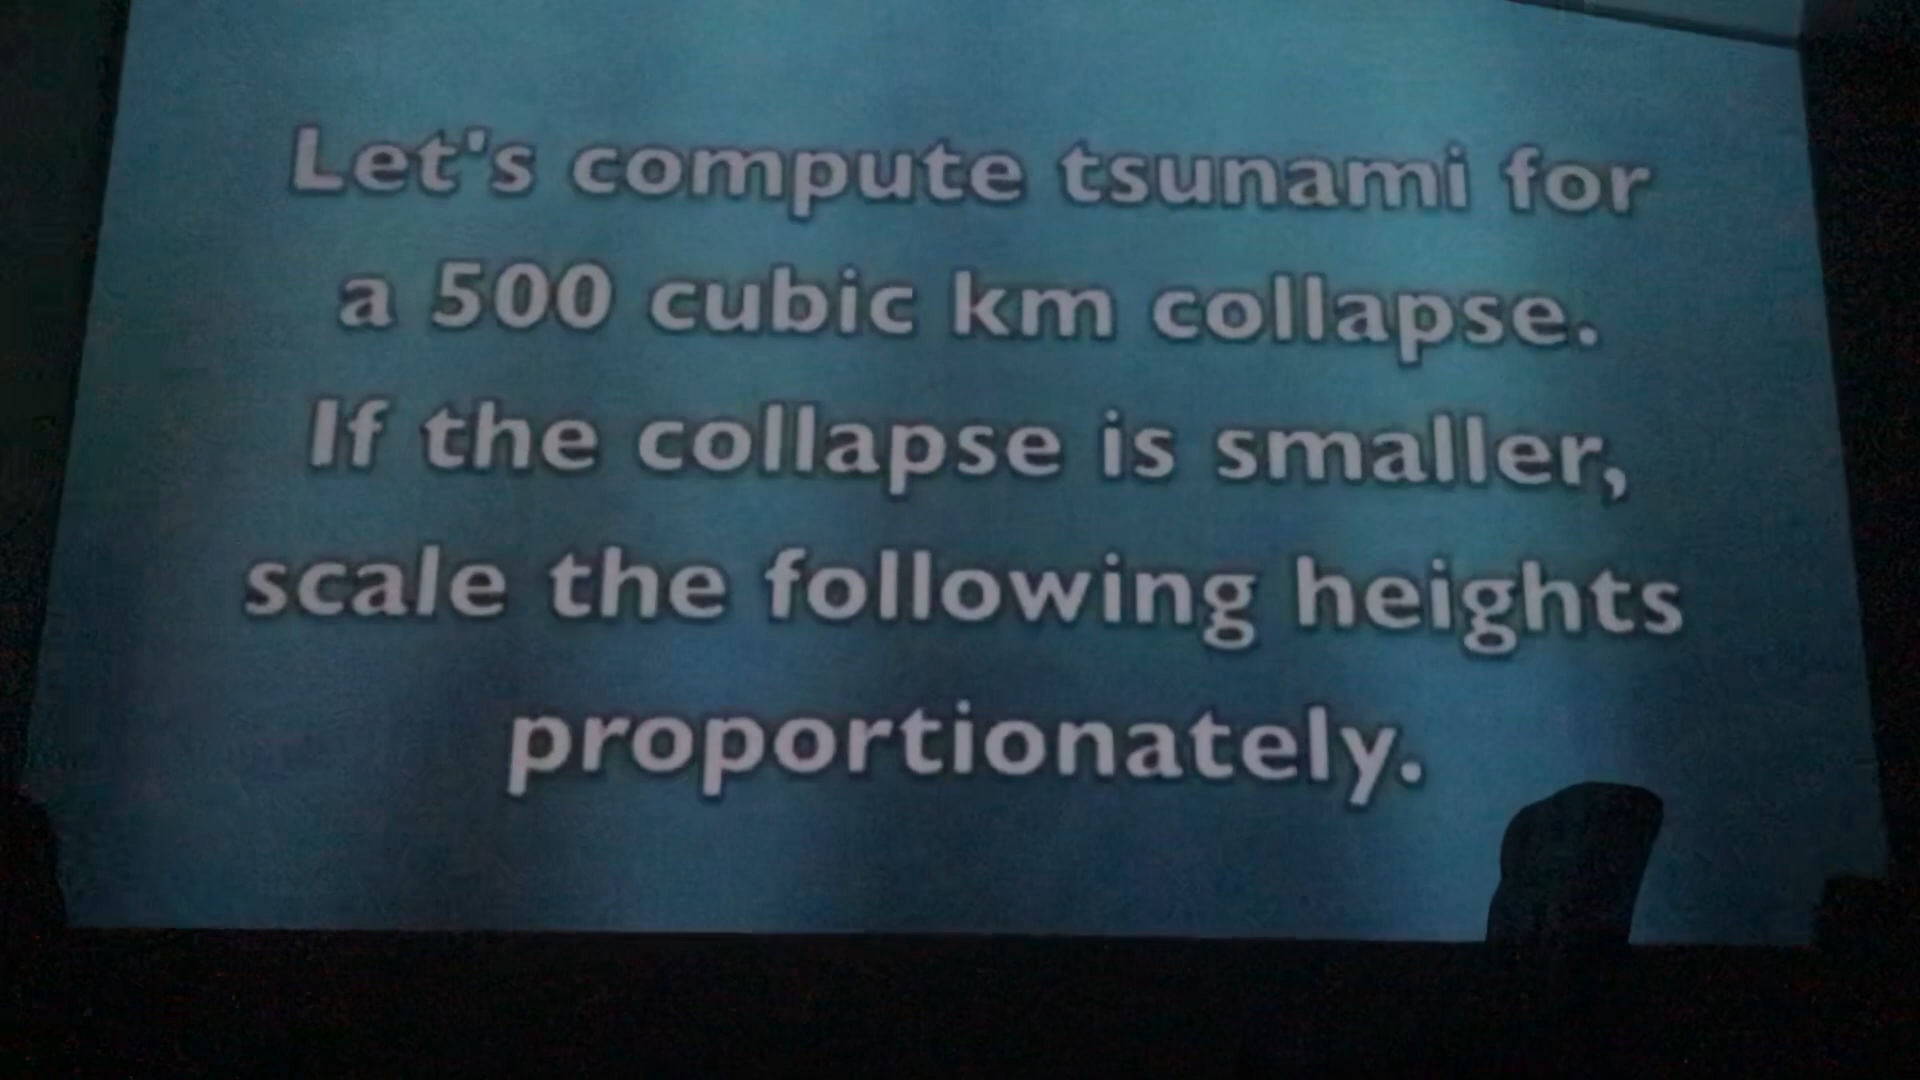 Let's compute tsunami for
a 500 cubic km collapse.
If the collapse is smaller,
scale the following heights
proportionately.